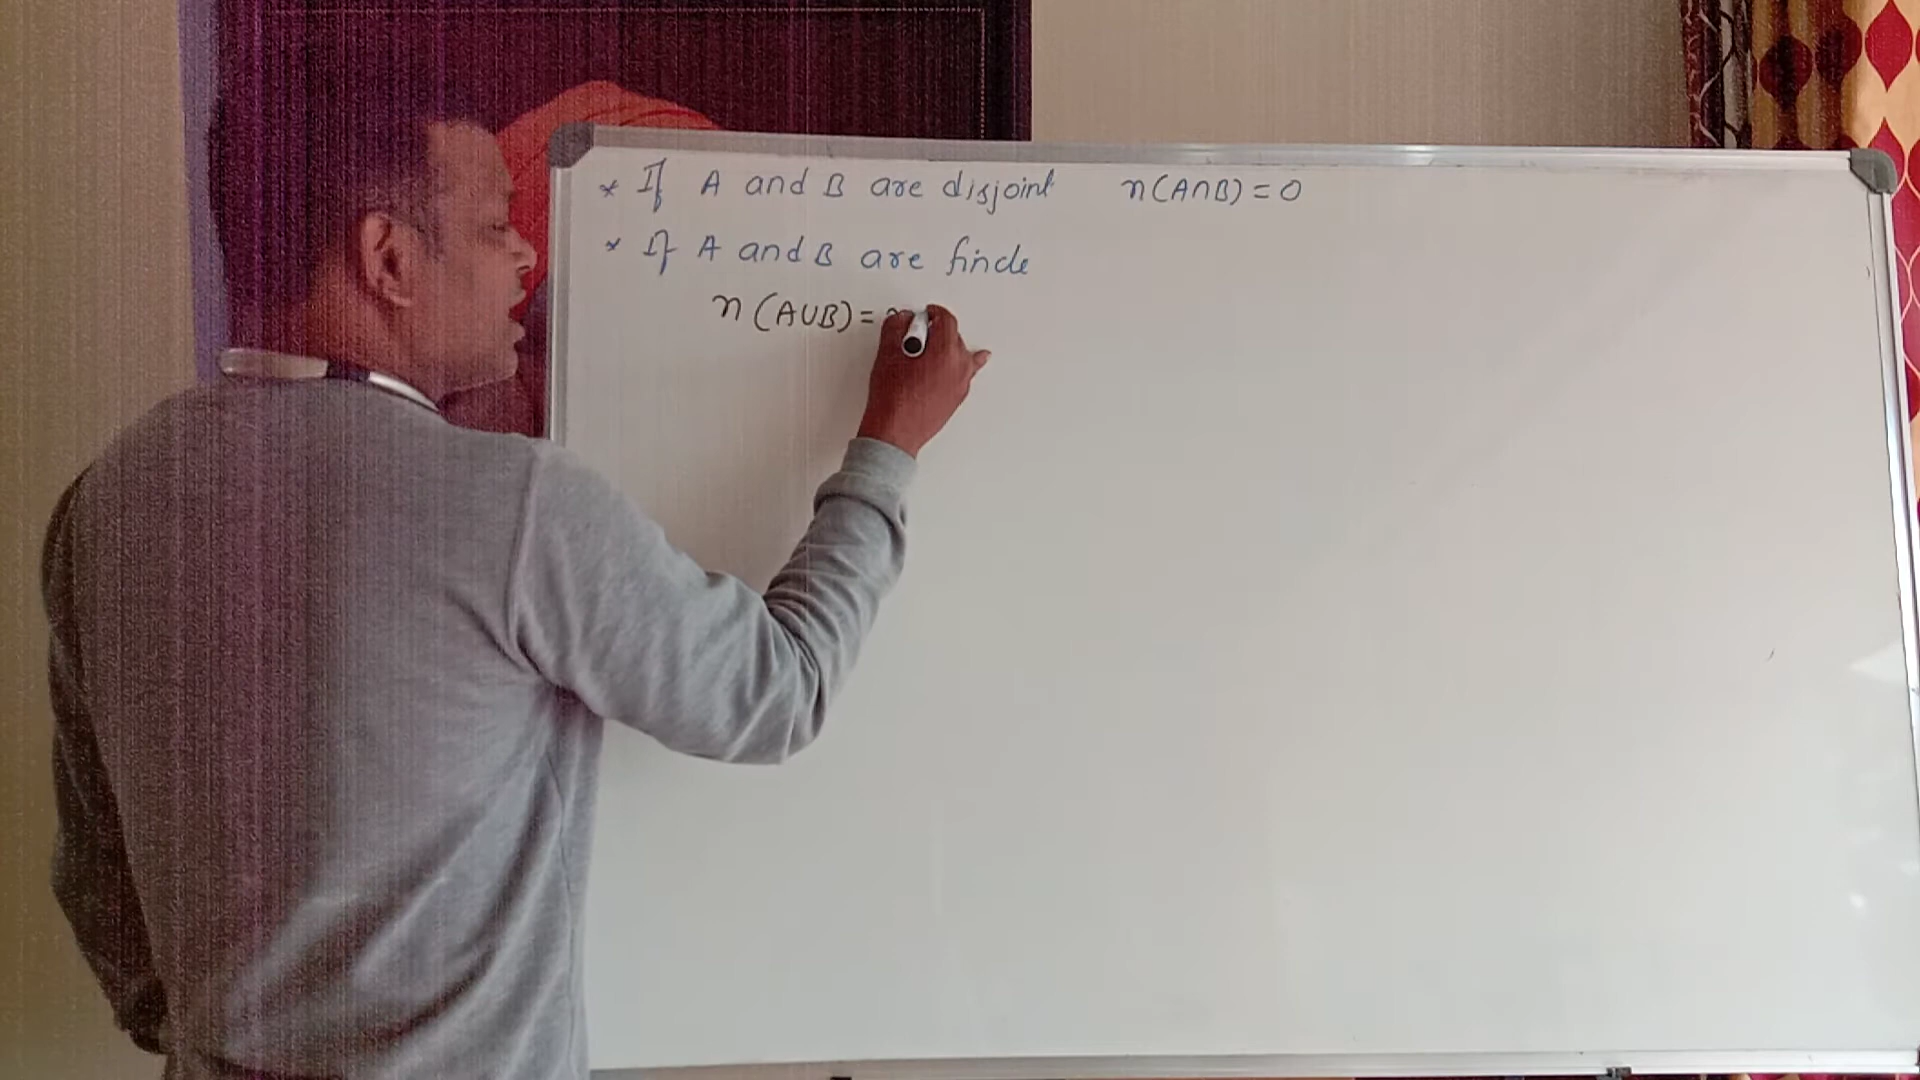 * If A and B are disjoint n(A∩B) = 0
* If A and B are finde
n(A∪B) = n